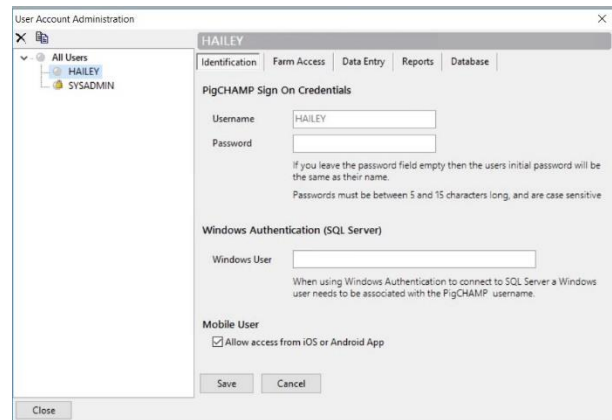 User Account Administration
All Users
HAILEY
SYSADMIN
HAILEY
Identification Farm Access Data Entry Reports Database
PigCHAMP Sign On Credentials
Username HAILEY
Password
If you leave the password field empty then the users initial password will be
the same as their name.
Passwords must be between 5 and 15 characters long, and are case sensitive
Windows Authentication (SQL Server)
Windows User
When using Windows Authentication to connect to SQL Server a Windows
user needs to be associated with the PigCHAMP username.
Mobile User
Allow access from iOS or Android App
Save Cancel
Close